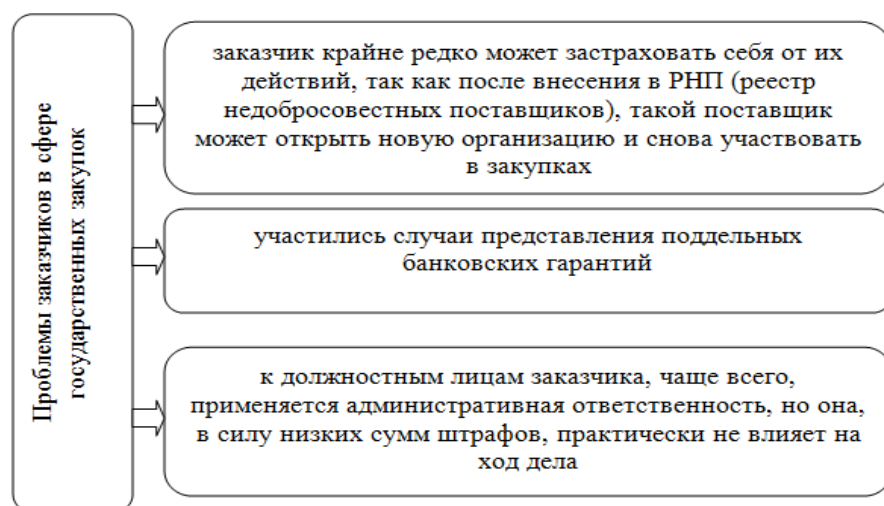 Проблемы заказчиков в сфере
государственных закупок
заказчик крайне редко может застраховать себя от их
действий, так как после внесения в РНП (реестр
недобросовестных поставщиков), такой поставщик
может открыть новую организацию и снова участвовать
в закупках
участились случаи представления поддельных
банковских гарантий
к должностным лицам заказчика, чаще всего,
применяется административная ответственность, но она,
в силу низких сумм штрафов, практически не влияет на
ход дела